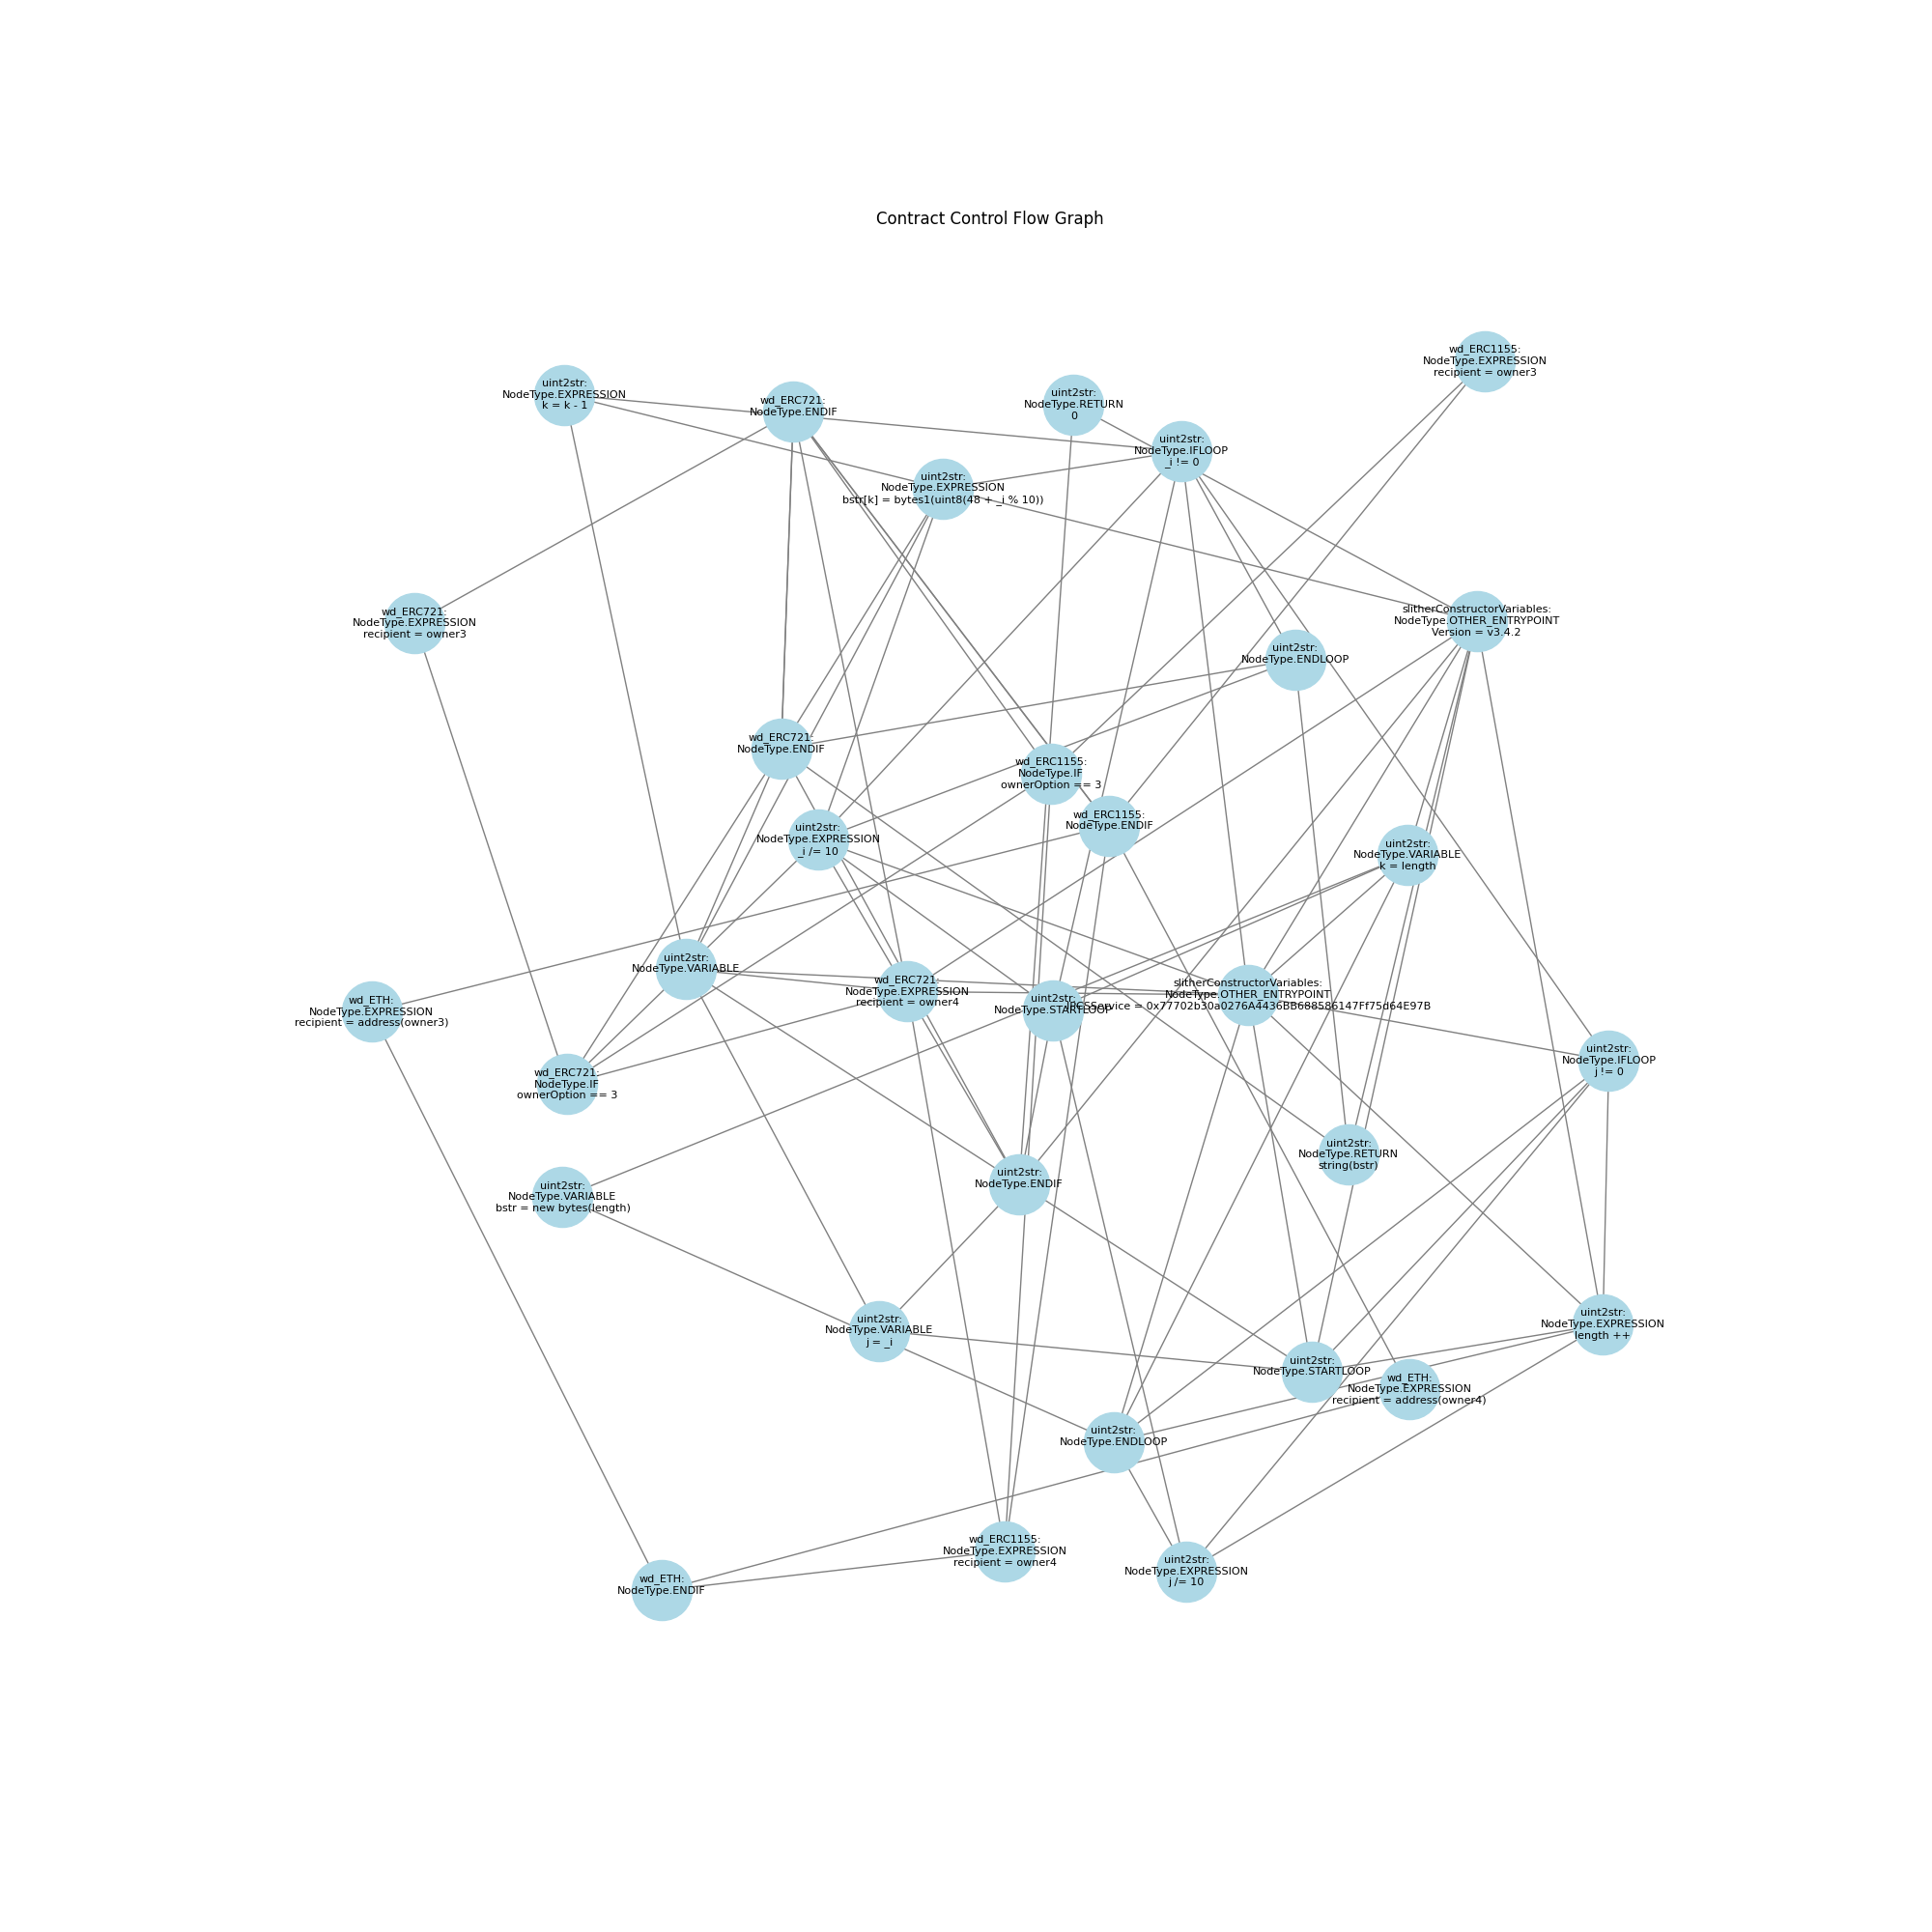 Contract Control Flow Graph
wd_ERC1155:
NodeType.EXPRESSION
recipient = owner3
uint2str:
NodeType.EXPRESSION
k = k - 1
wd_ERC721:
NodeType.ENDIF
uint2str:
NodeType.RETURN
0
uint2str:
NodeType.IFLOOP
_i != 0
uint2str:
NodeType.EXPRESSION
bstr[k] = bytes1(uint8(48 + _i % 10))
wd_ERC721:
NodeType.EXPRESSION
recipient = owner3
slitherConstructorVariables:
NodeType.OTHER_ENTRYPOINT
Version = v3.4.2
uint2str:
NodeType.ENDLOOP
wd_ERC721:
NodeType.ENDIF
wd_ERC1155:
NodeType.IF
ownerOption == 3
wd_ERC1155:
NodeType.ENDIF
uint2str:
NodeType.EXPRESSION
_i /= 10
uint2str:
NodeType.VARIABLE
k = length
uint2str:
NodeType.VARIABLE
wd_ERC721:
NodeType.EXPRESSION
recipient = owner4
slitherConstructorVariables:
NodeType.OTHER_ENTRYPOINT
= 0x77702b30a0276A4436BB688586147Ff75d64E97B
uint2str:
NodeType.STARTLOOP
wd_ETH:
NodeType.EXPRESSION
recipient = address(owner3)
uint2str:
NodeType.IFLOOP
j != 0
wd_ERC721:
NodeType.IF
ownerOption == 3
uint2str:
NodeType.RETURN
string(bstr)
uint2str:
NodeType.ENDIF
uint2str:
NodeType.VARIABLE
bstr = new bytes(length)
uint2str:
NodeType.VARIABLE
j = _i
uint2str:
NodeType.EXPRESSION
length ++
uint2str:
NodeType.STARTLOOP
wd_ETH:
NodeType.EXPRESSION
recipient = address(owner4)
uint2str:
NodeType.ENDLOOP
wd_ERC1155:
NodeType.EXPRESSION
recipient = owner4
uint2str:
NodeType.EXPRESSION
j /= 10
wd_ETH:
NodeType.ENDIF